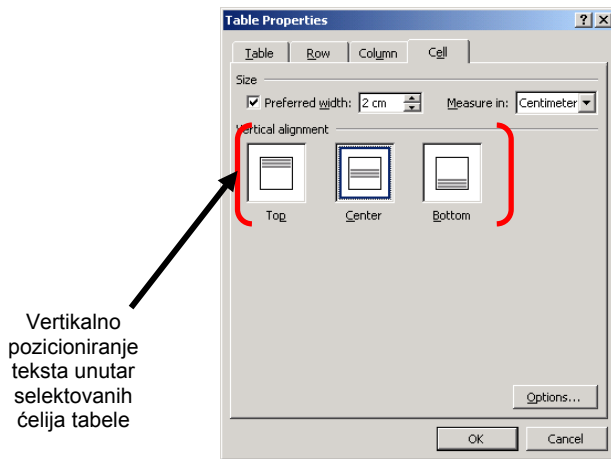 Table Properties
Table Row Column Cell
Size
Preferred width: 2 cm Measure in: Centimeter
Vertical alignment
Top Center Bottom
Vertikalno
pozicioniranje
teksta unutar
selektovanih
ćelija tabele
Options...
OK Cancel